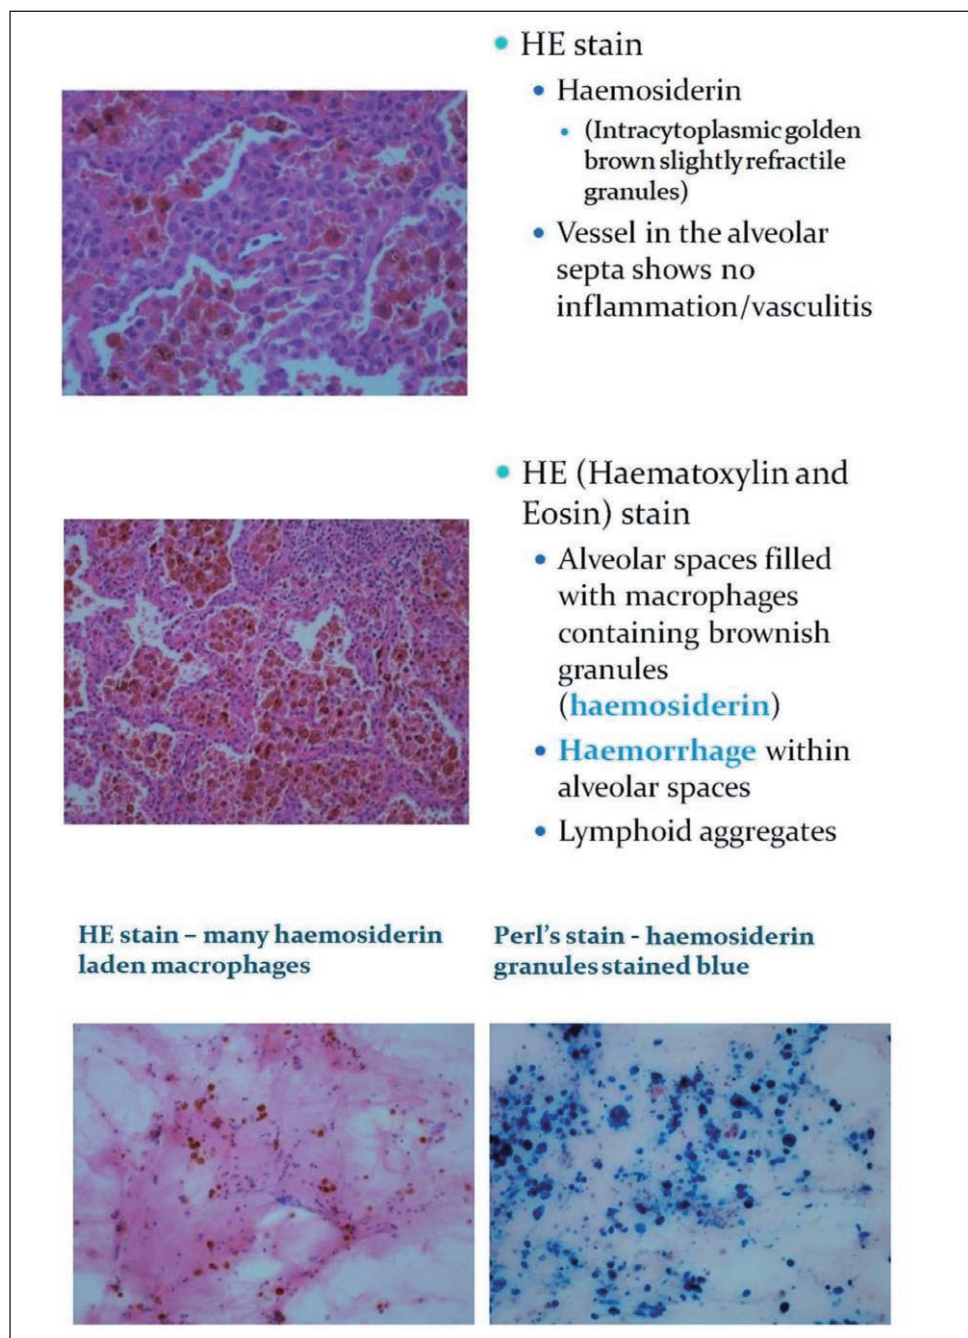 • HE stain
• Haemosiderin
• (Intracytoplasmic golden
brown slightly refractile
granules)
• Vessel in the alveolar
septa shows no
inflammation/vasculitis
• HE (Haematoxylin and
Eosin) stain
• Alveolar spaces filled
with macrophages
containing brownish
granules
(haemosiderin)
• Haemorrhage within
alveolar spaces
• Lymphoid aggregates
HE stain – many haemosiderin
laden macrophages
Perl's stain - haemosiderin
granules stained blue